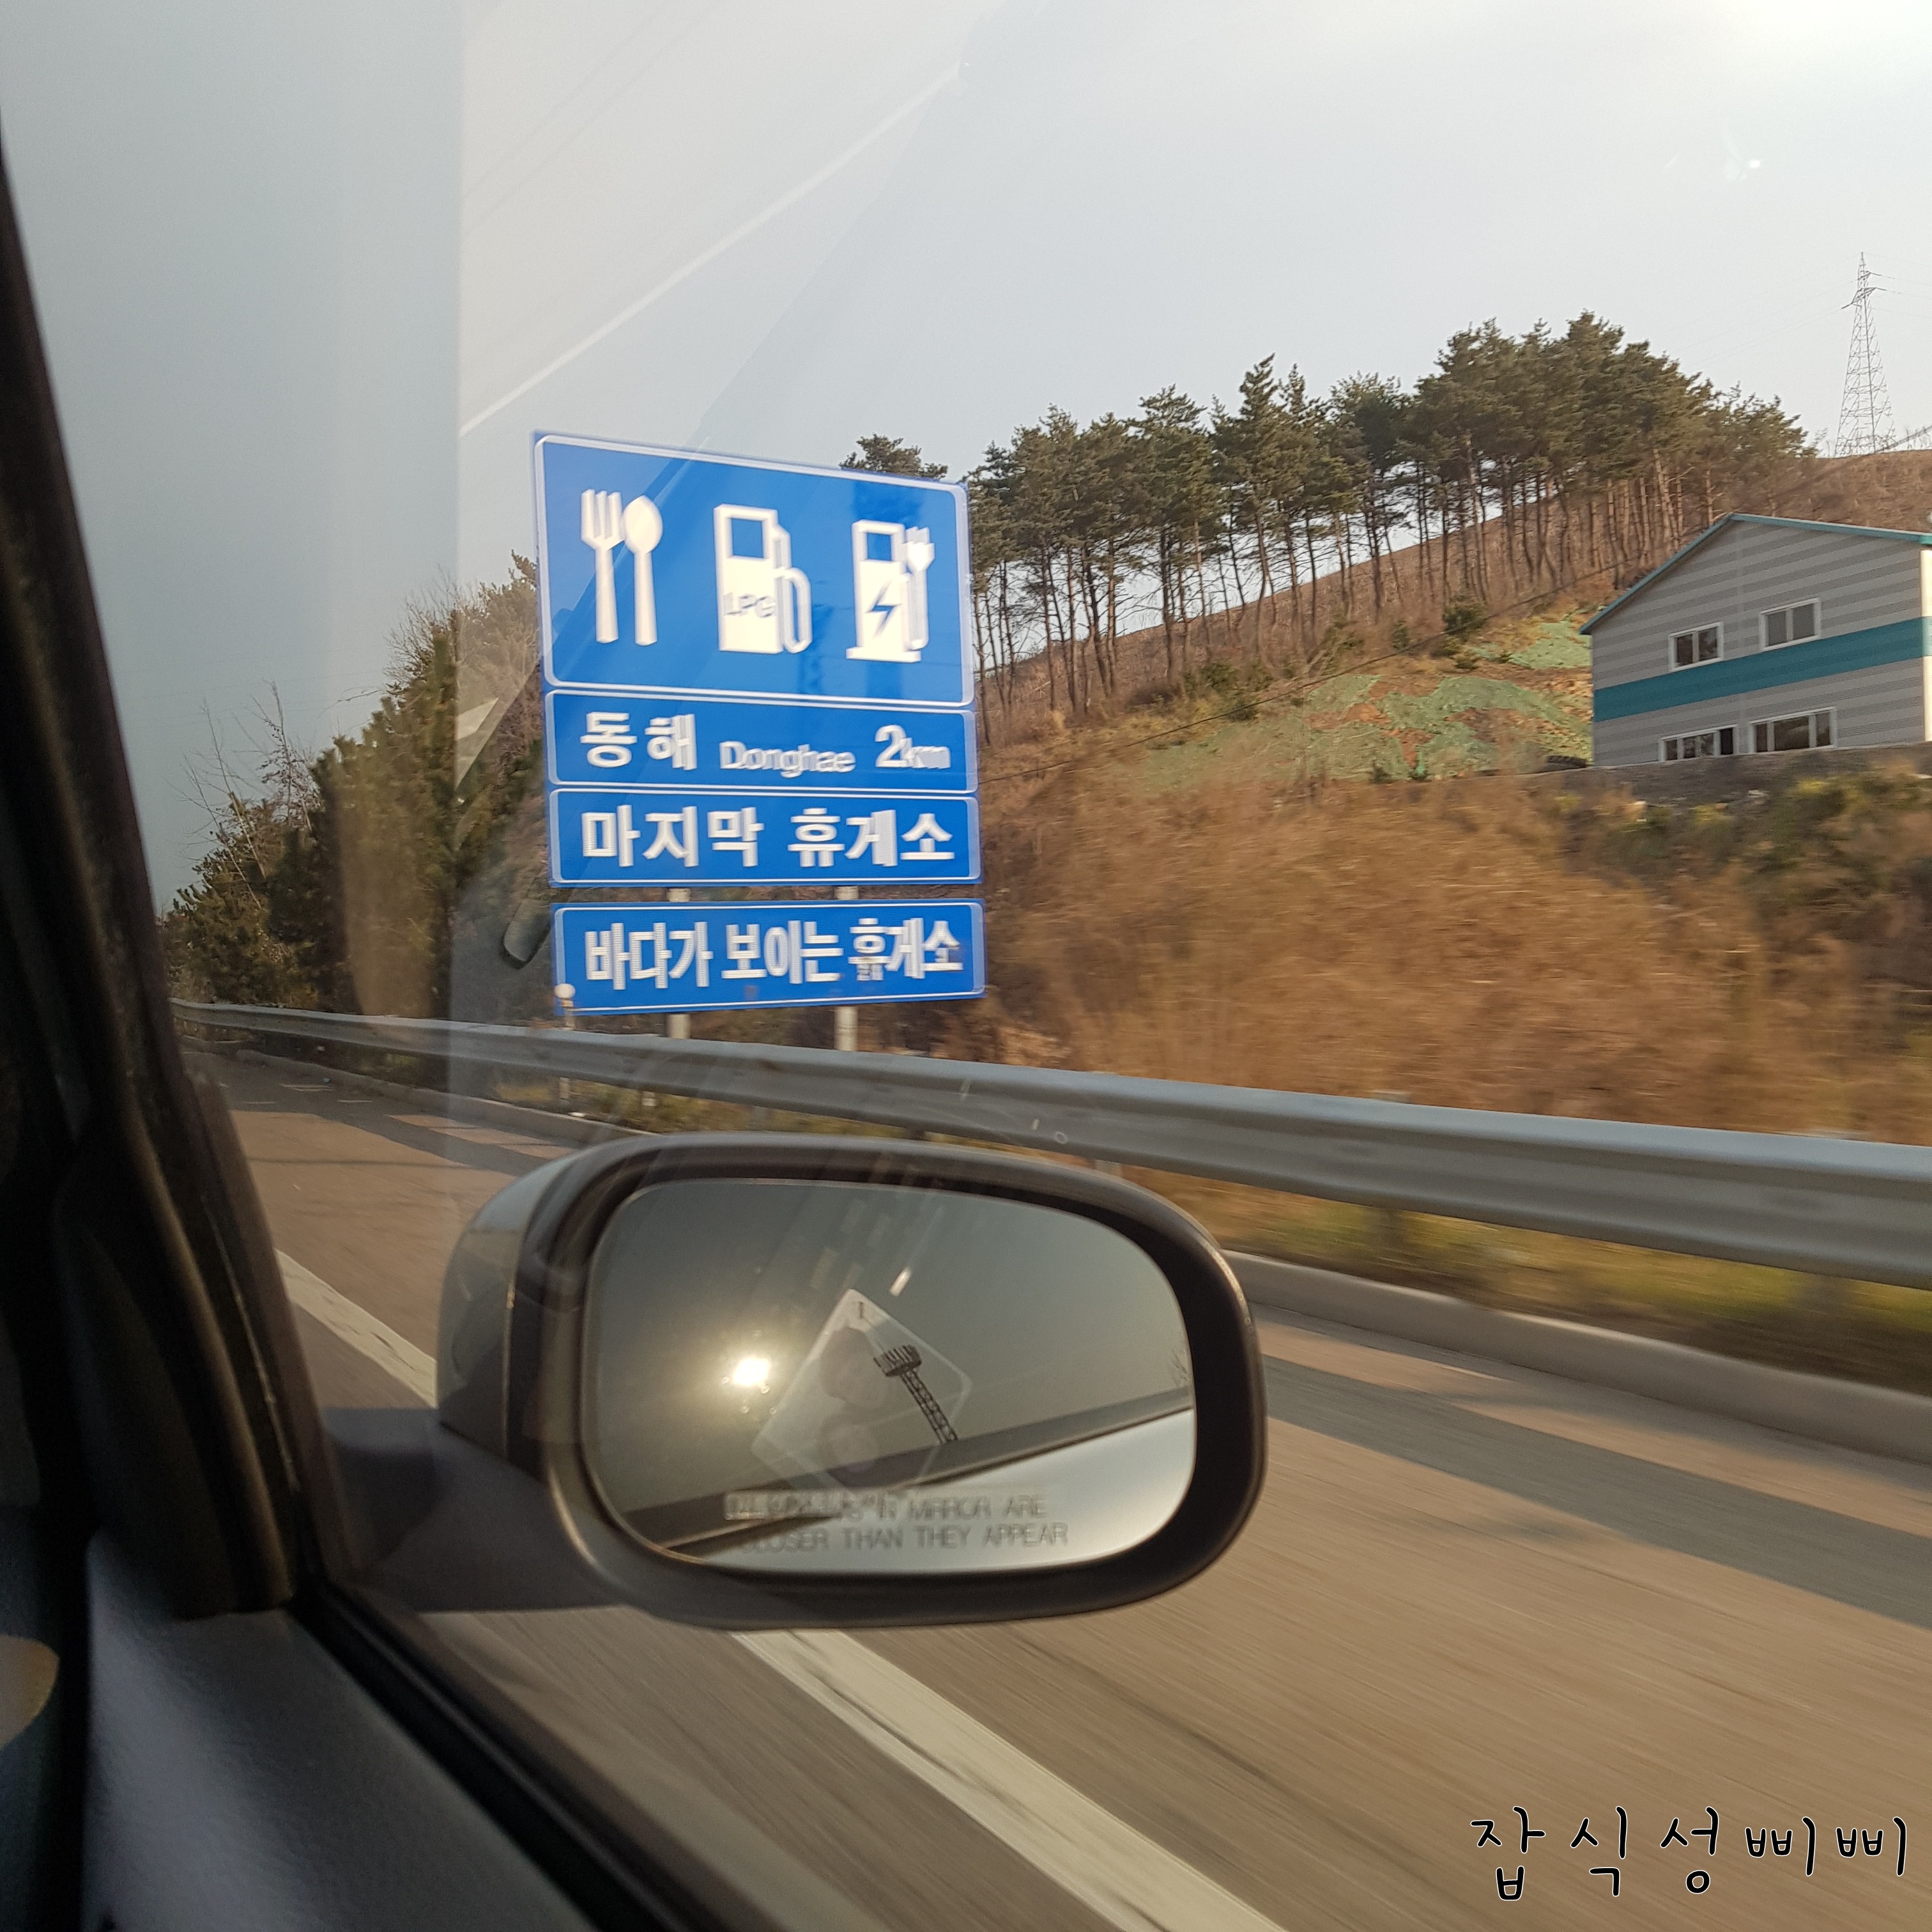 LPG
동해 Donghae 2km
마지막 휴게소
바다가 보이는 휴게소
IN MIRROR ARE
CLOSER THAN THEY APPEAR
잡식성삐삐